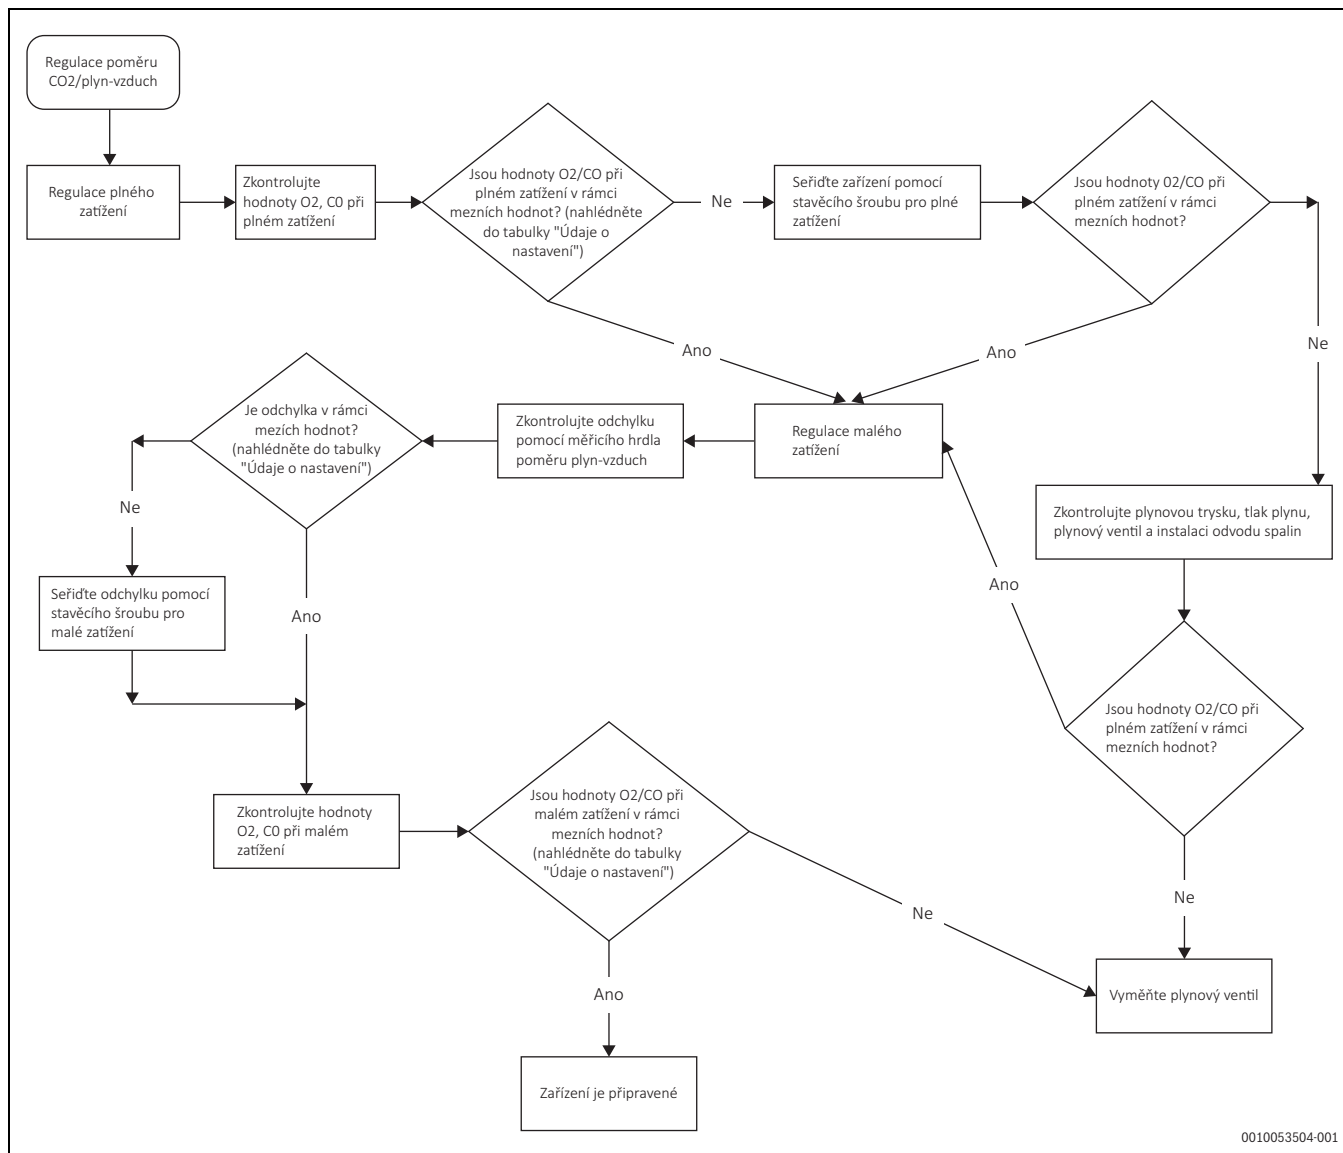 Regulace poměru
CO2/plyn-vzduch
Regulace plného
zatížení
Zkontrolujte
hodnoty O2, C0 při
plném zatížení
Jsou hodnoty O2/CO při
plném zatížení v rámci
mezních hodnot? (nahlédněte
do tabulky "Údaje o
nastavení")
Ne
Seřiďte zařízení pomocí
stavěcího šroubu pro plné
zatížení
Jsou hodnoty 02/CO při
plném zatížení v rámci
mezních hodnot?
Ano
Ano
Ne
Je odchylka v rámci
mezích hodnot?
(nahlédněte do tabulky
"Údaje o nastavení")
Zkontrolujte odchylku
pomocí měřicího hrdla
poměru plyn-vzduch
Regulace malého
zatížení
Ne
Zkontrolujte plynovou trysku, tlak plynu,
plynový ventil a instalaci odvodu spalin
Seřiďte odchylku pomocí
stavěcího šroubu pro
malé zatížení
Ano
Ano
Jsou hodnoty O2/CO při
plném zatížení v rámci
mezních hodnot?
Zkontrolujte hodnoty
O2, C0 při malém
zatížení
Jsou hodnoty O2/CO při
malém zatížení v rámci
mezních hodnot?
(nahlédněte do tabulky
"Údaje o nastavení")
Ne
Ne
Ano
Vyměňte plynový ventil
Zařízení je připravené
0010053504-001